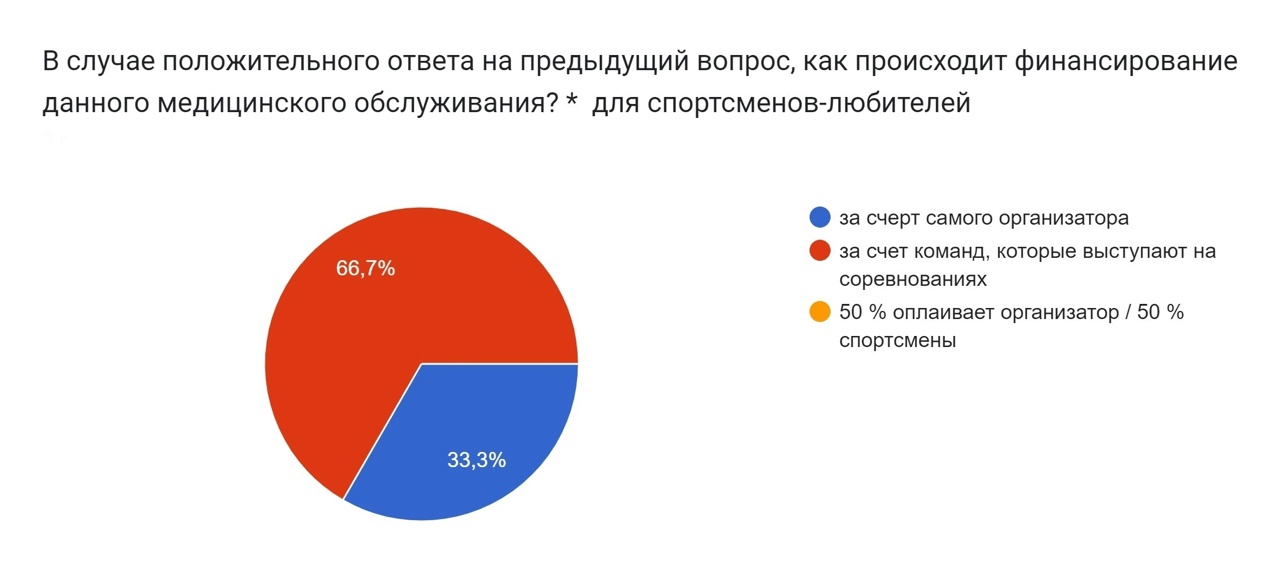 В случае положительного ответа на предыдущий вопрос, как происходит финансирование
данного медицинского обслуживания? * для спортсменов-любителей
за счерт самого организатора
66,7%
за счет команд, которые выступают на
соревнованиях
50 % оплаивает организатор / 50 %
спортсмены
33,3%